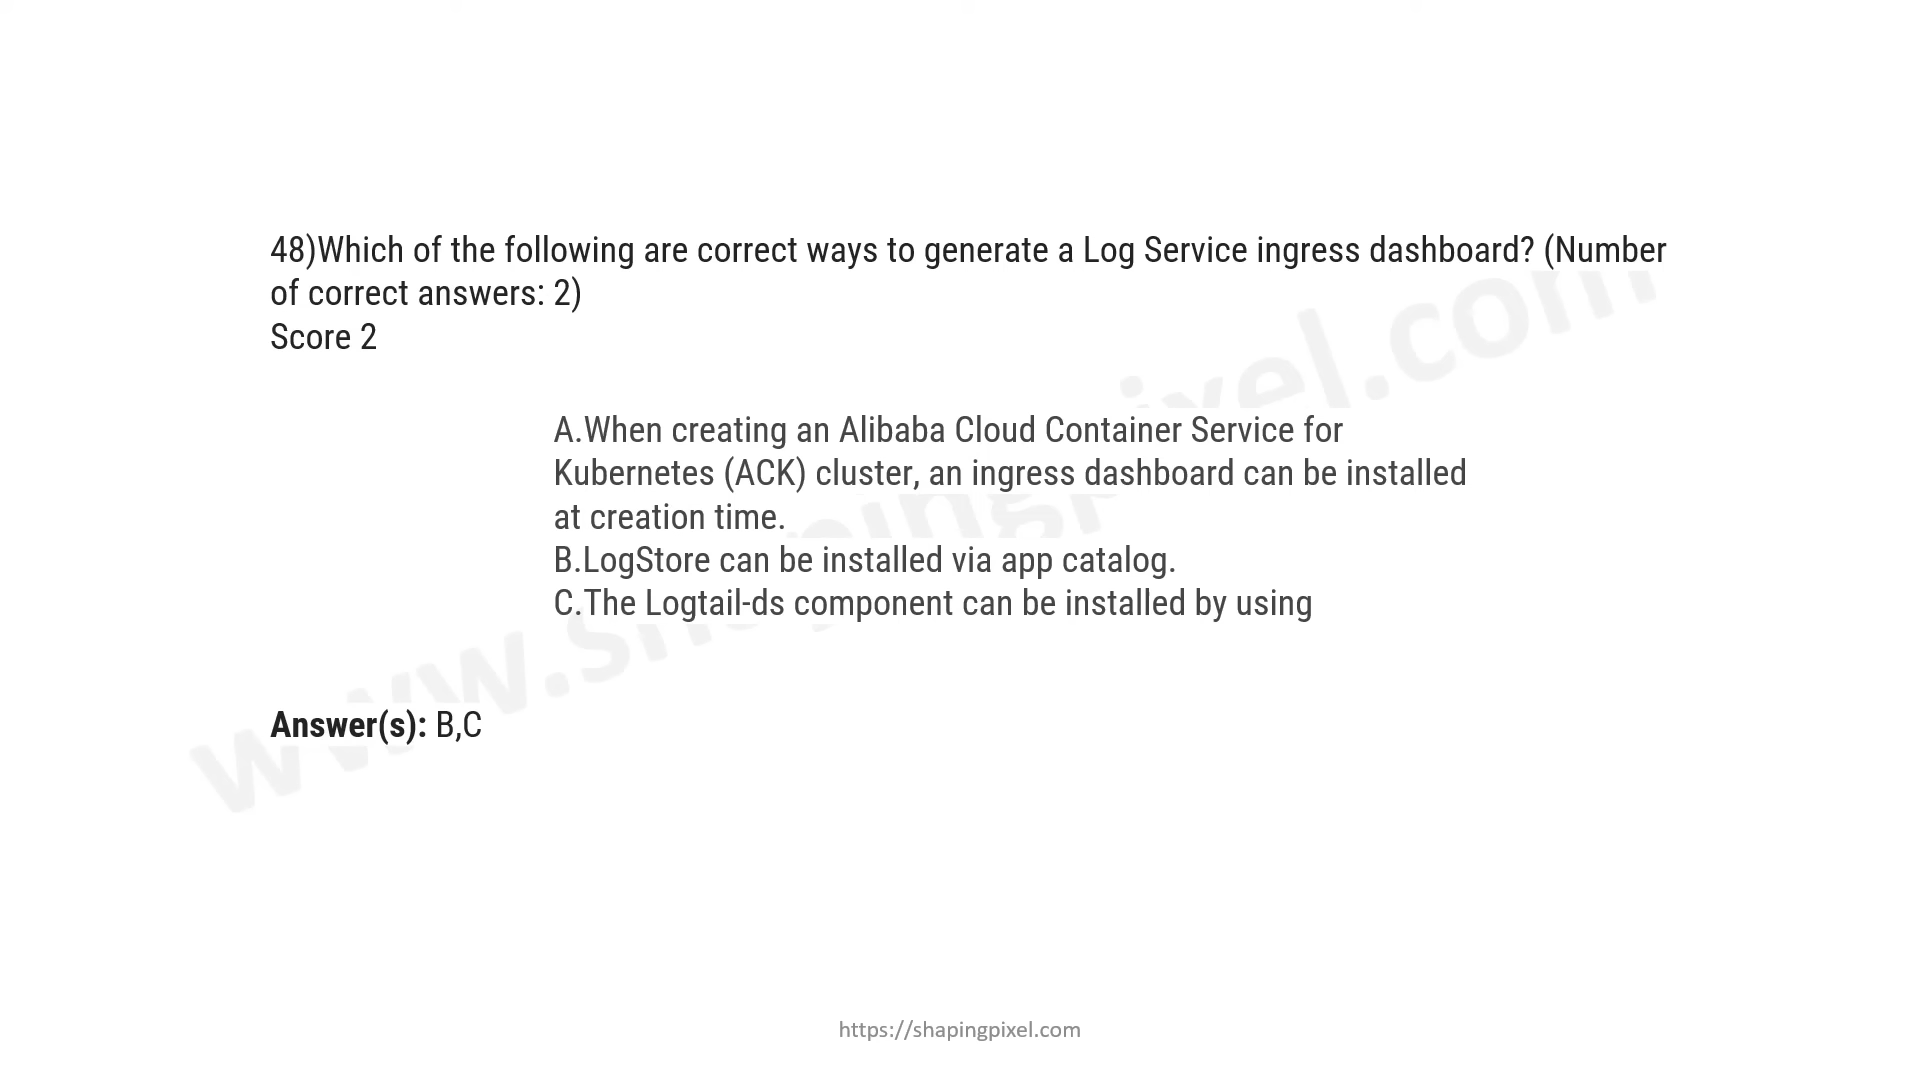 48)Which of the following are correct ways to generate a Log Service ingress dashboard? (Number
of correct answers: 2)
Score 2
A.When creating an Alibaba Cloud Container Service for
Kubernetes (ACK) cluster, an ingress dashboard can be installed
at creation time.
B.LogStore can be installed via app catalog.
C.The Logtail-ds component can be installed by using
Answer(s): B,C
www.shapingpixel.com
https://shapingpixel.com